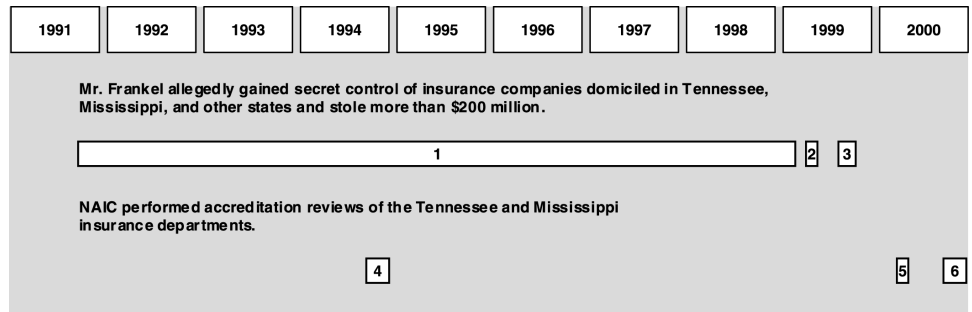 1991 1992 1993 1994 1995 1996 1997 1998 1999 2000
Mr. Frankel allegedly gained secret control of insurance companies domiciled in Tennessee,
Mississippi, and other states and stole more than $200 million.
1 2 3
NAIC performed accreditation reviews of the Tennessee and Mississippi
insurance departments.
4 5 6